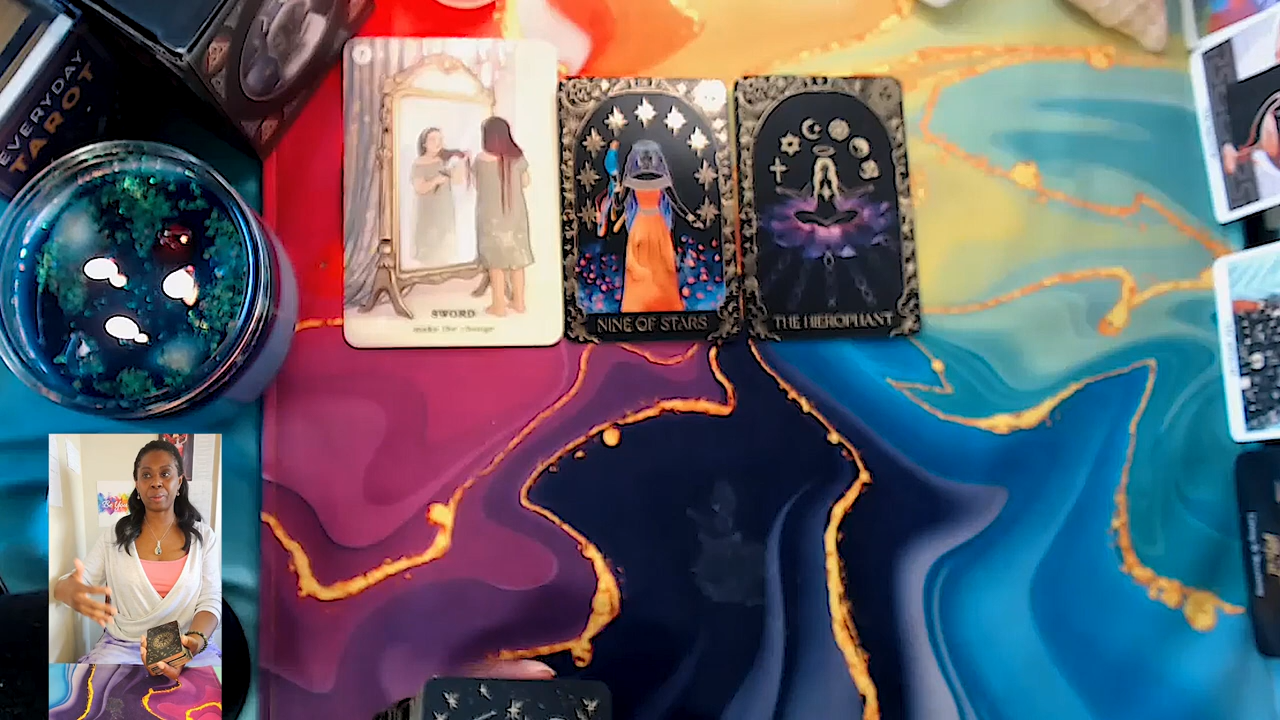 EVERYDAY
TAROT
SWORD
make the change
NINE OF STARS
THE HIEROPHANT